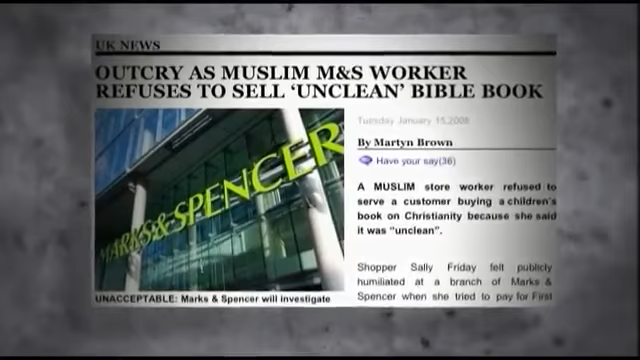 UK NEWS
OUTCRY AS MUSLIM M&S WORKER
REFUSES TO SELL ‘UNCLEAN’ BIBLE BOOK
Tuesday January 15,2008
By Martyn Brown
Have your say(36)
A MUSLIM store worker refused to
serve a customer buying a children's
book on Christianity because she said
it was “unclean”.
Shopper Sally Friday felt publicly
humiliated at a branch of Marks &
Spencer when she tried to pay for First
MARKS & SPENCER
UNACCEPTABLE: Marks & Spencer will investigate